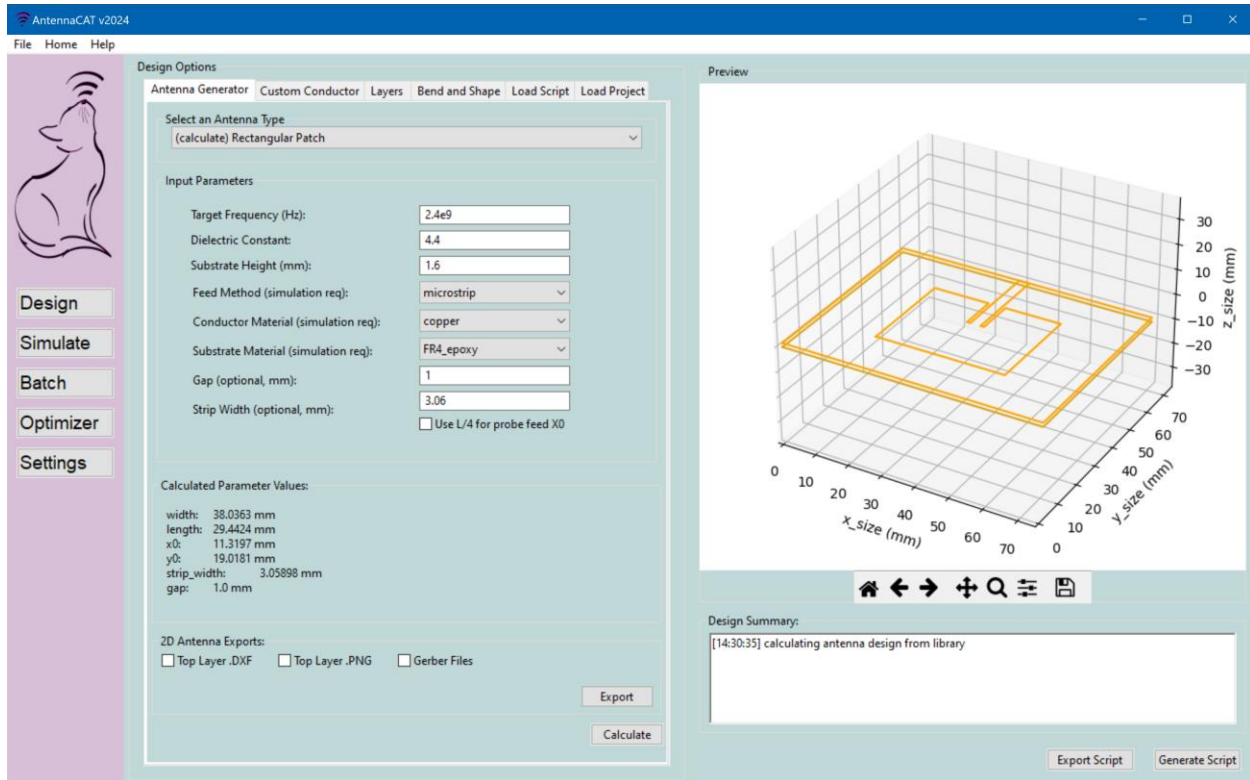 AntennaCAT v2024
File Home Help
Design
Simulate
Batch
Optimizer
Settings
Design Options
Antenna Generator Custom Conductor Layers Bend and Shape Load Script Load Project
Select an Antenna Type
(calculate) Rectangular Patch
Input Parameters
Target Frequency (Hz): 2.4e9
Dielectric Constant: 4.4
Substrate Height (mm): 1.6
Feed Method (simulation req): microstrip
Conductor Material (simulation req): copper
Substrate Material (simulation req): FR4_epoxy
Gap (optional, mm): 1
Strip Width (optional, mm): 3.06
Use L/4 for probe feed X0
Calculated Parameter Values:
width: 38.0363 mm
length: 29.4424 mm
x0: 11.3197 mm
y0: 19.0181 mm
strip_width: 3.05898 mm
gap: 1.0 mm
2D Antenna Exports:
Top Layer .DXF Top Layer .PNG Gerber Files
Export
Calculate
Preview
30
20
10
0
−10
−20
−30
z_size (mm)
0 10 20 30 40 50 60 70
x_size (mm)
0 10 20 30 40 50 60 70
y_size (mm)
Design Summary:
[14:30:35] calculating antenna design from library
Export Script Generate Script